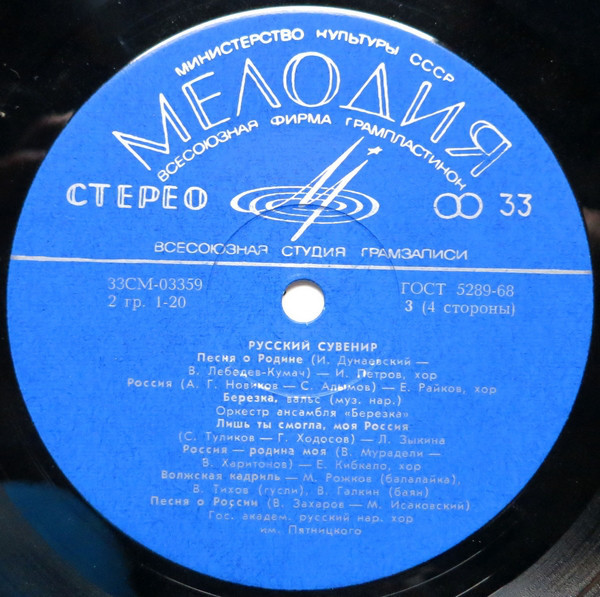 МИНИСТЕРСТВО КУЛЬТУРЫ СССР
МЕЛОДИЯ
ВСЕСОЮЗНАЯ ФИРМА ГРАМПЛАСТИНОК
СТЕРЕО 33
ВСЕСОЮЗНАЯ СТУДИЯ ГРАМЗАПИСИ
33СМ-03359 ГОСТ 5289-68
2 гр. 1-20 3 (4 стороны)
РУССКИЙ СУВЕНИР
Песня о Родине (И. Дунаевский —
В. Лебедев-Кумач) — И. Петров, хор
Россия (А. Г. Новиков — С. Алымов) — Е. Райков, хор
Березка, вальс (муз. нар.)
Оркестр ансамбля «Березка»
Лишь ты смогла, моя Россия
(С. Туликов — Г. Ходосов) — Л. Зыкина
Россия — родина моя (В. Мурадели —
В. Харитонов) — Е. Кибкало, хор
Волжская кадриль — М. Рожков (балалайка),
В. Тихов (гусли), В. Галкин (баян)
Песня о России (В. Захаров — М. Исаковский)
Гос. академ. русский нар. хор
им. Пятницкого